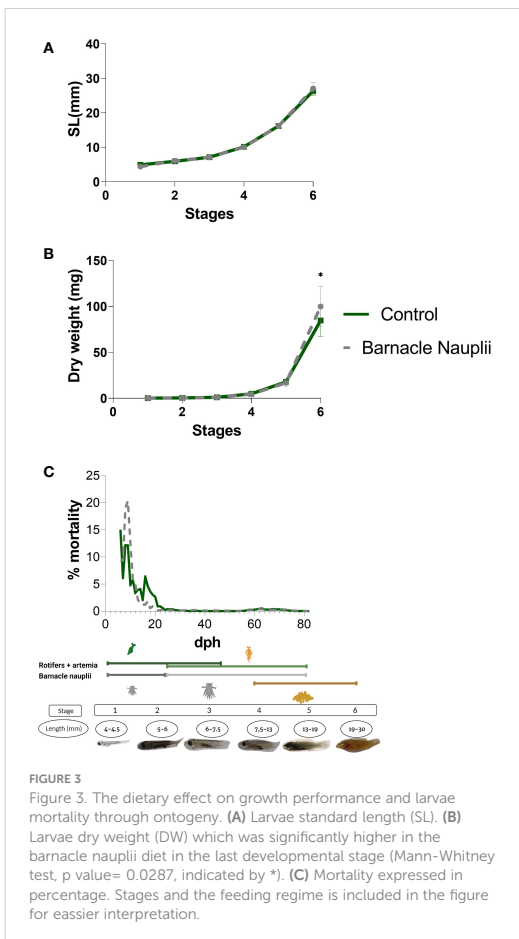 A
SL(mm)
40
30
20
10
0
0 2 4 6
Stages
B
Dry weight (mg)
150
100
50
0
*
0 2 4 6
Stages
Control
Barnacle Nauplii
C
% mortality
25
20
15
10
5
0
0 20 40 60 80
dph
Rotifers + artemia
Barnacle nauplii
Stage 1 2 3 4 5 6
Length (mm) 4-4.5 5-6 6-7.5 7.5-13 13-19 19-30
FIGURE 3
Figure 3. The dietary effect on growth performance and larvae
mortality through ontogeny. (A) Larvae standard length (SL). (B)
Larvae dry weight (DW) which was significantly higher in the
barnacle nauplii diet in the last developmental stage (Mann-Whitney
test, p value= 0.0287, indicated by *). (C) Mortality expressed in
percentage. Stages and the feeding regime is included in the figure
for eassier interpretation.